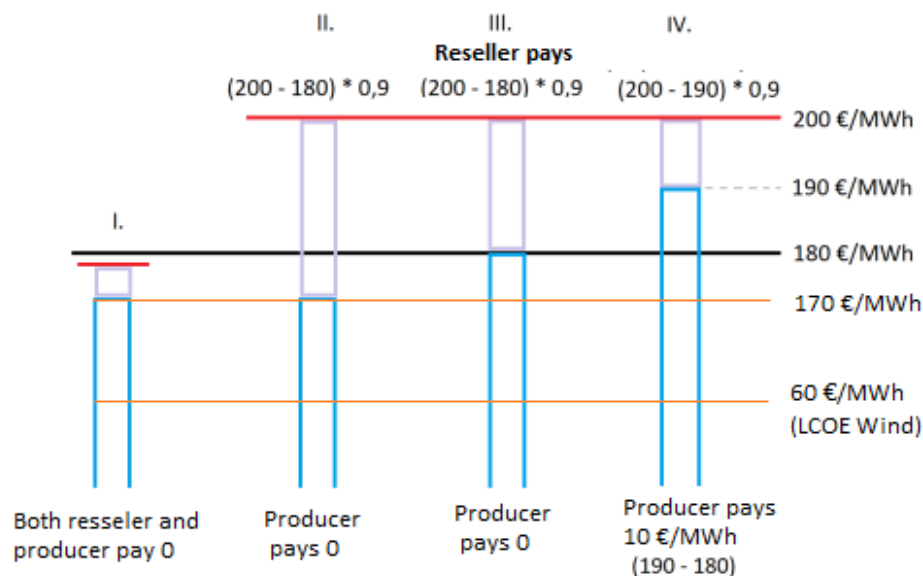 II.
III.
IV.
Reseller pays
(200 - 180) * 0,9
(200 - 180) * 0,9
(200 - 190) * 0,9
200 €/MWh
190 €/MWh
I.
180 €/MWh
170 €/MWh
60 €/MWh
(LCOE Wind)
Both resseler and
producer pay 0
Producer
pays 0
Producer
pays 0
Producer pays
10 €/MWh
(190 - 180)